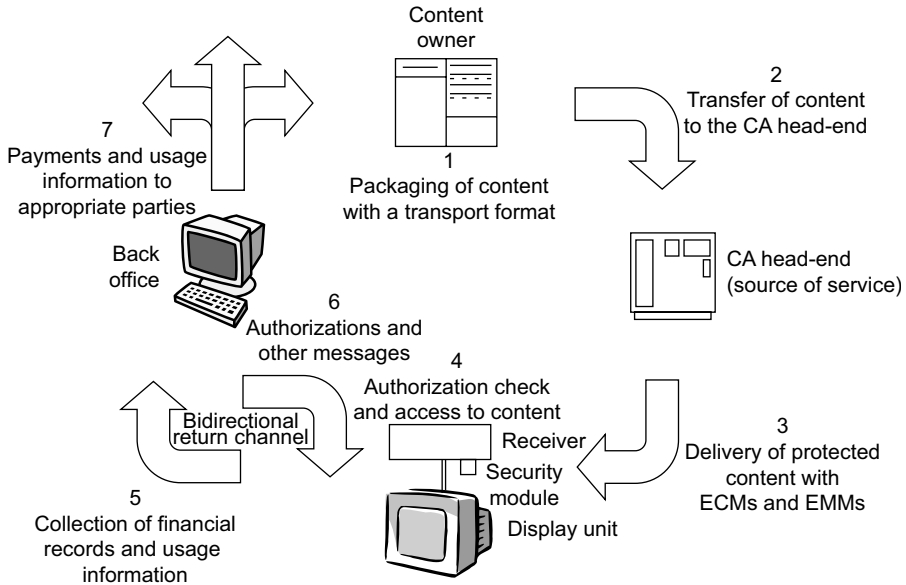 Content
owner
1
Packaging of content
with a transport format
2
Transfer of content
to the CA head-end
CA head-end
(source of service)
3
Delivery of protected
content with
ECMs and EMMs
4
Authorization check
and access to content
Receiver
Security
module
Display unit
5
Collection of financial
records and usage
information
Bidirectional
return channel
6
Authorizations and
other messages
Back
office
7
Payments and usage
information to
appropriate parties